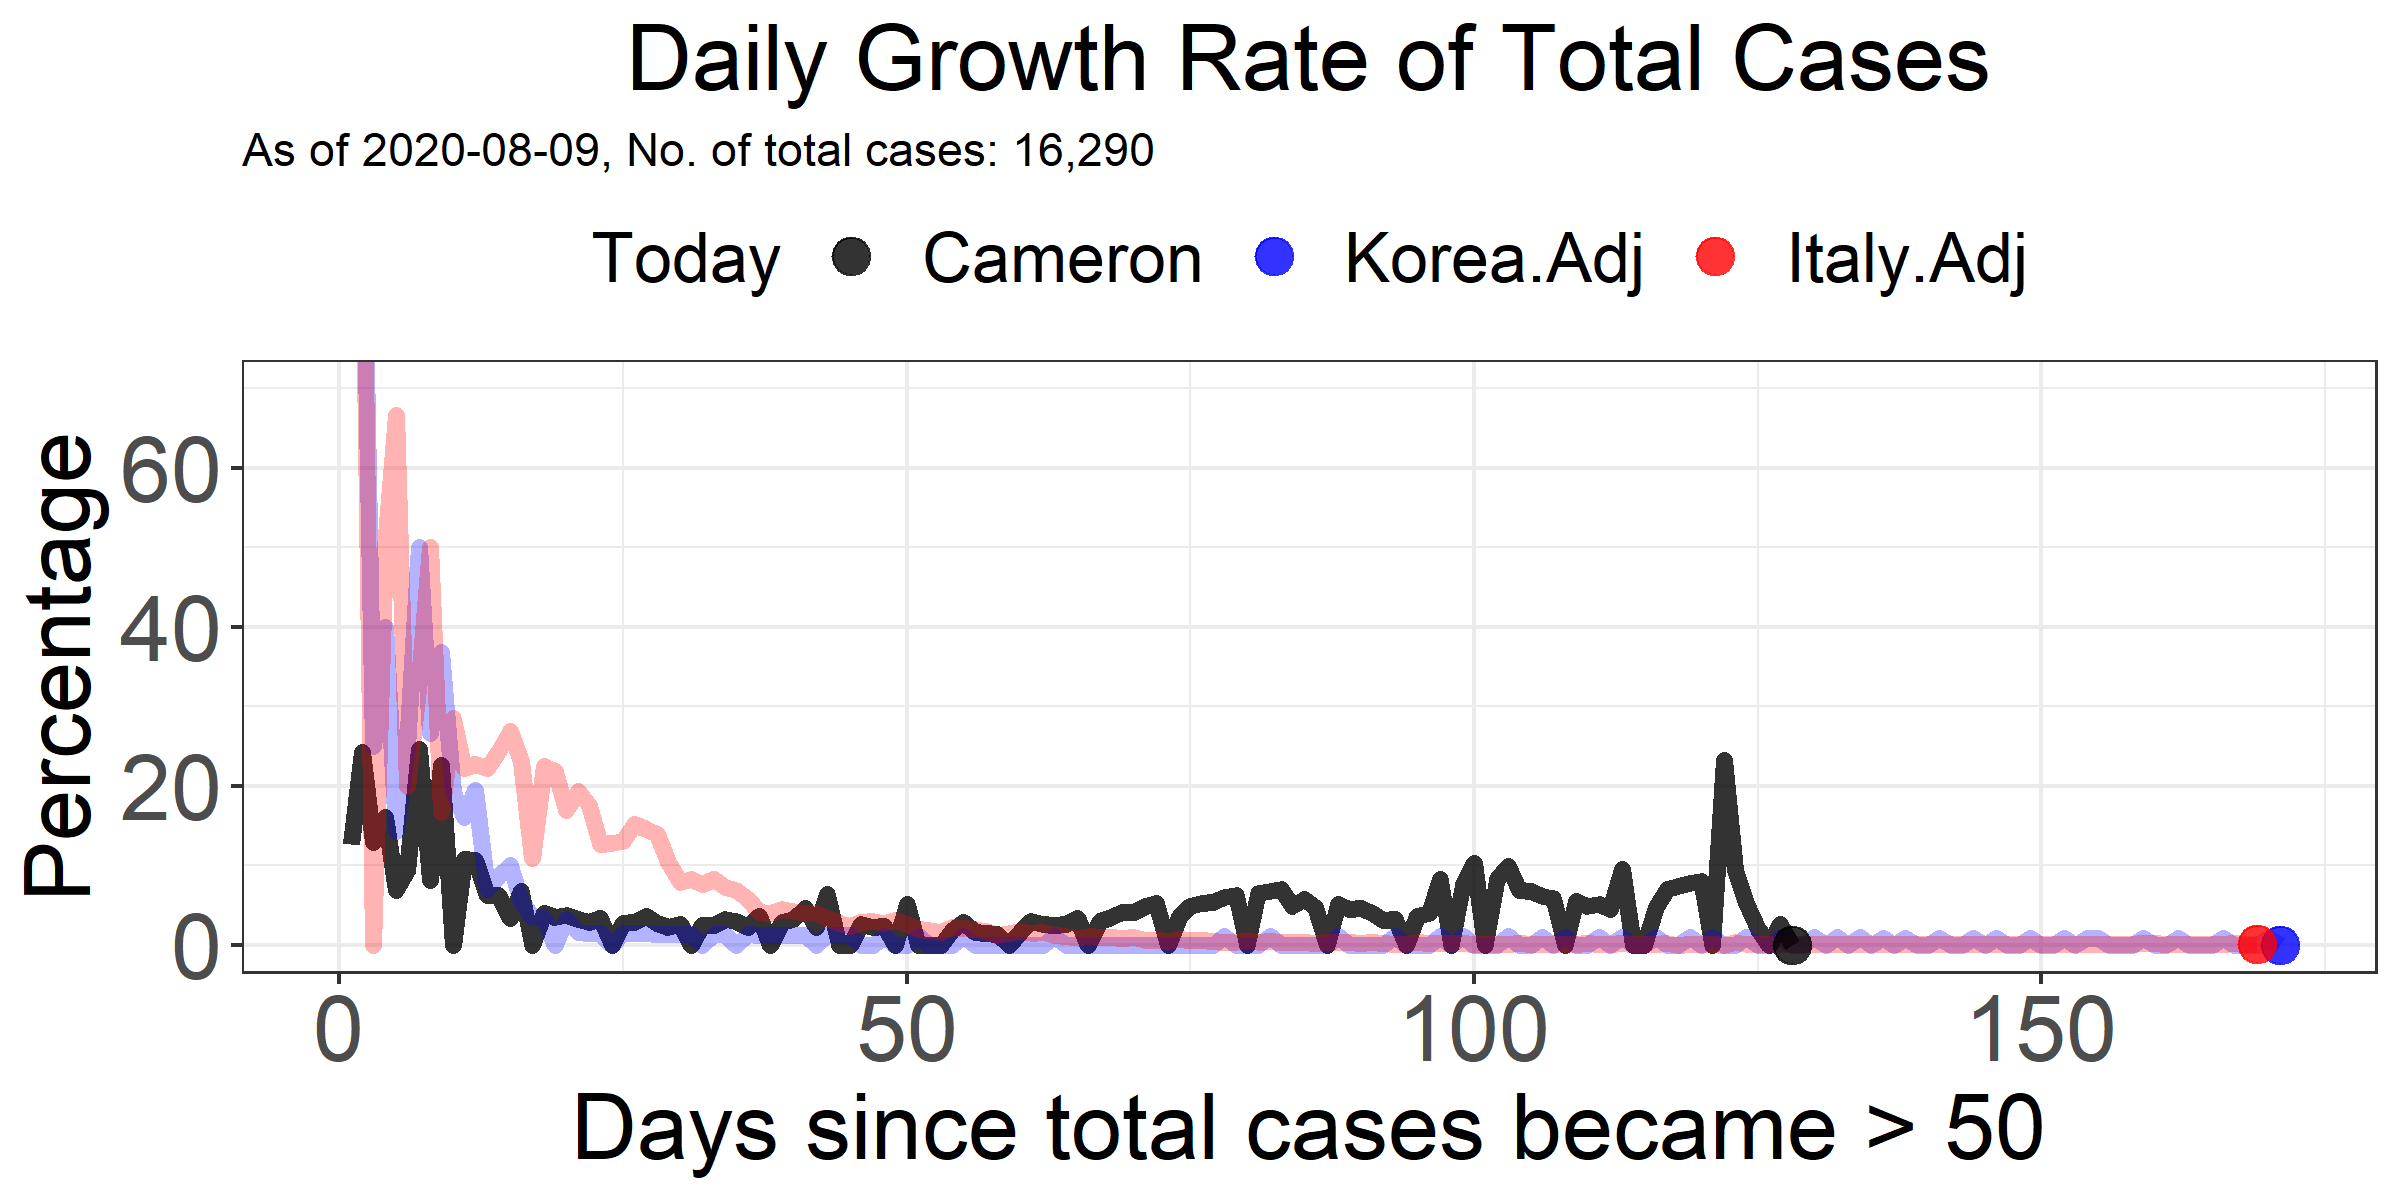 Daily Growth Rate of Total Cases
As of 2020-08-09, No. of total cases: 16,290
Today Cameron Korea.Adj Italy.Adj
Percentage
60
40
20
0
0 50 100 150
Days since total cases became > 50